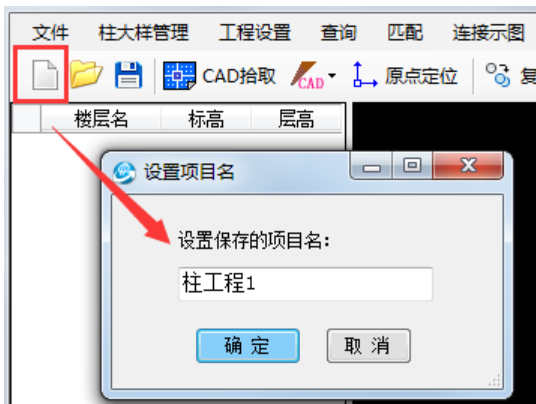 文件 柱大样管理 工程设置 查询 匹配 连接示图
CAD拾取 CAD 原点定位
楼层名 标高 层高
设置项目名
设置保存的项目名：
柱工程1
确定 取消